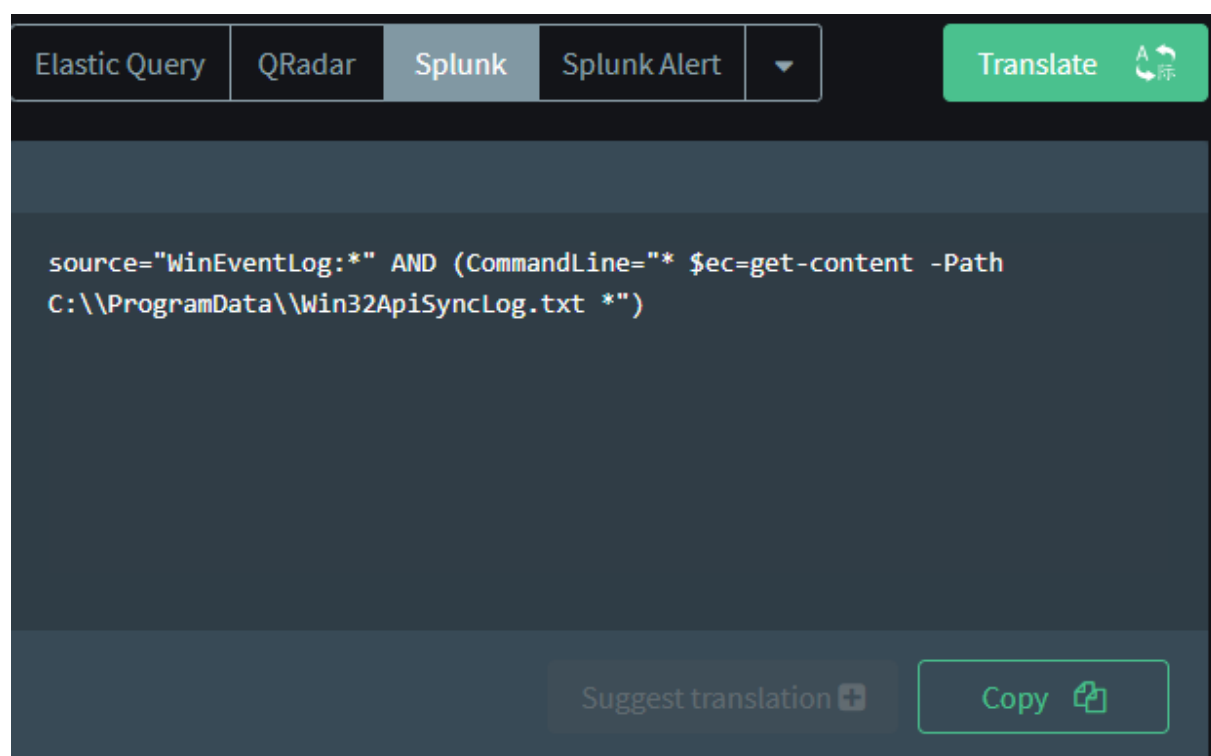 Elastic Query QRadar Splunk Splunk Alert Translate A 际
source="WinEventLog:*" AND (CommandLine="* $ec=get-content -Path
C:\\ProgramData\\Win32ApiSyncLog.txt *")
Suggest translation Copy